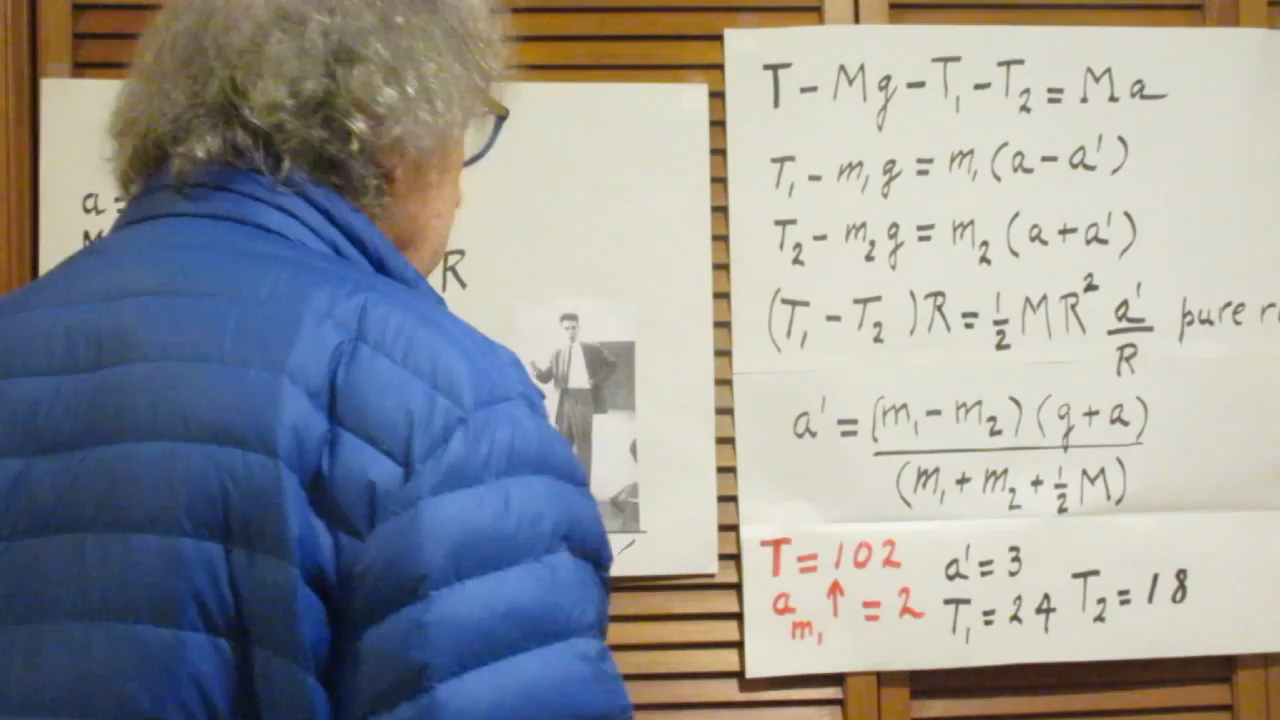 a =
M
R
T - Mg - T₁ - T₂ = Ma
T₁ - m₁g = m₁(a - a')
T₂ - m₂g = m₂(a + a')
(T₁ - T₂)R = ½MR² a'/R pure
a' = (m₁ - m₂)(g + a)
(m₁ + m₂ + ½M)
T = 102 a' = 3
a_m₁ ↑ = 2 T₁ = 24 T₂ = 18